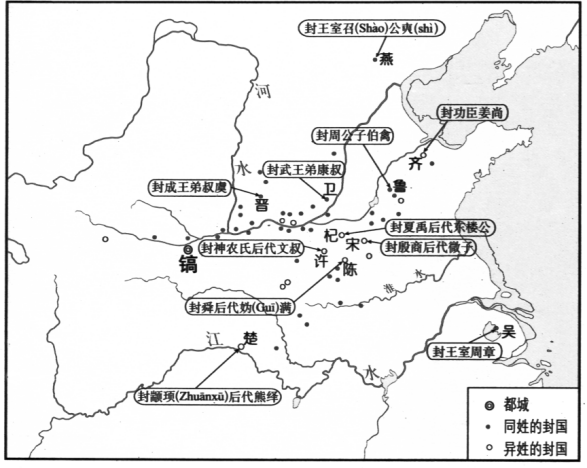 封王室召(Shào)公奭(shì)
燕
河
封功臣姜尚
封周公子伯禽
齐
水
封武王弟康叔
鲁
封成王弟叔虞
卫
晋
杞
封夏禹后代东楼公
宋
封殷商后代微子
封神农氏后代文叔
许
陈
镐
淮
水
封舜后代妫(Guī)满
江
楚
吴
封王室周章
水
封颛顼(Zhuānxū)后代熊绎
都城
同姓的封国
异姓的封国